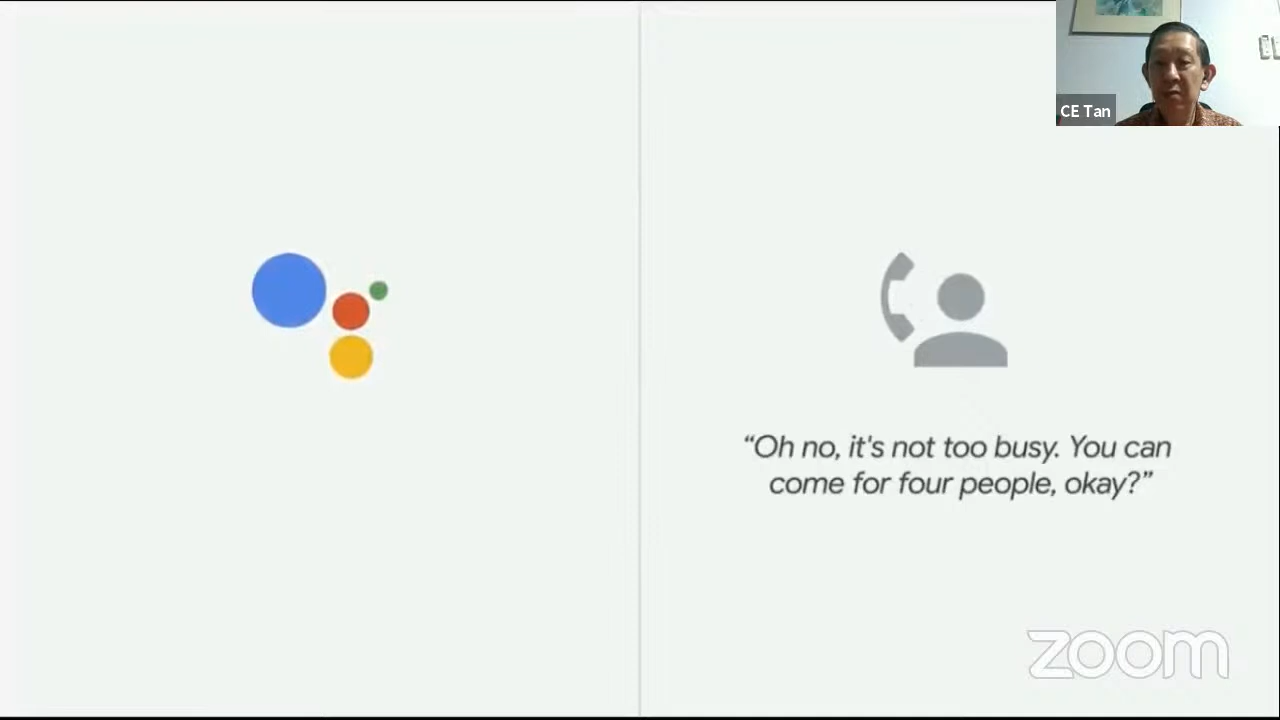 CE Tan
“Oh no, it's not too busy. You can
come for four people, okay?”
zoom